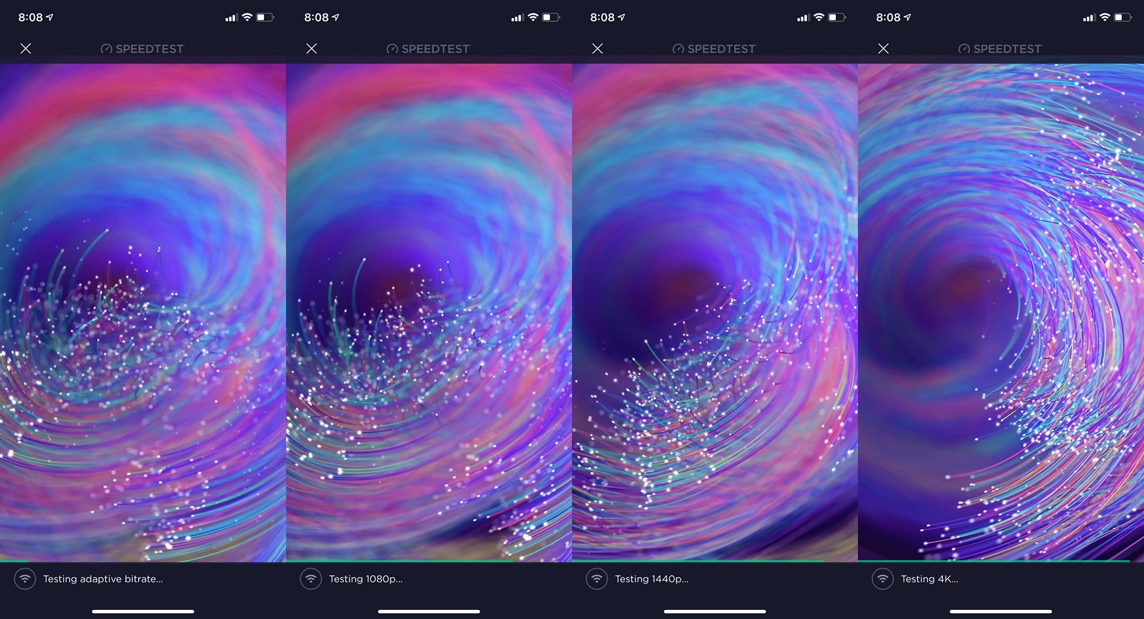 8:08
SPEEDTEST
Testing adaptive bitrate...
8:08
SPEEDTEST
Testing 1080p...
8:08
SPEEDTEST
Testing 1440p...
8:08
SPEEDTEST
Testing 4K...